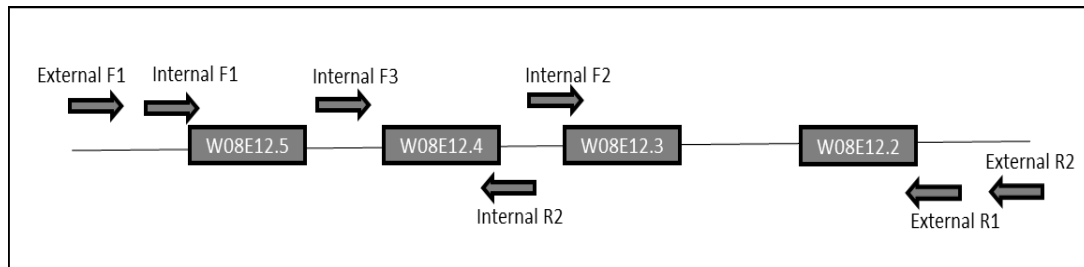 External F1
Internal F1
Internal F3
Internal F2
W08E12.5
W08E12.4
W08E12.3
W08E12.2
External R2
Internal R2
External R1